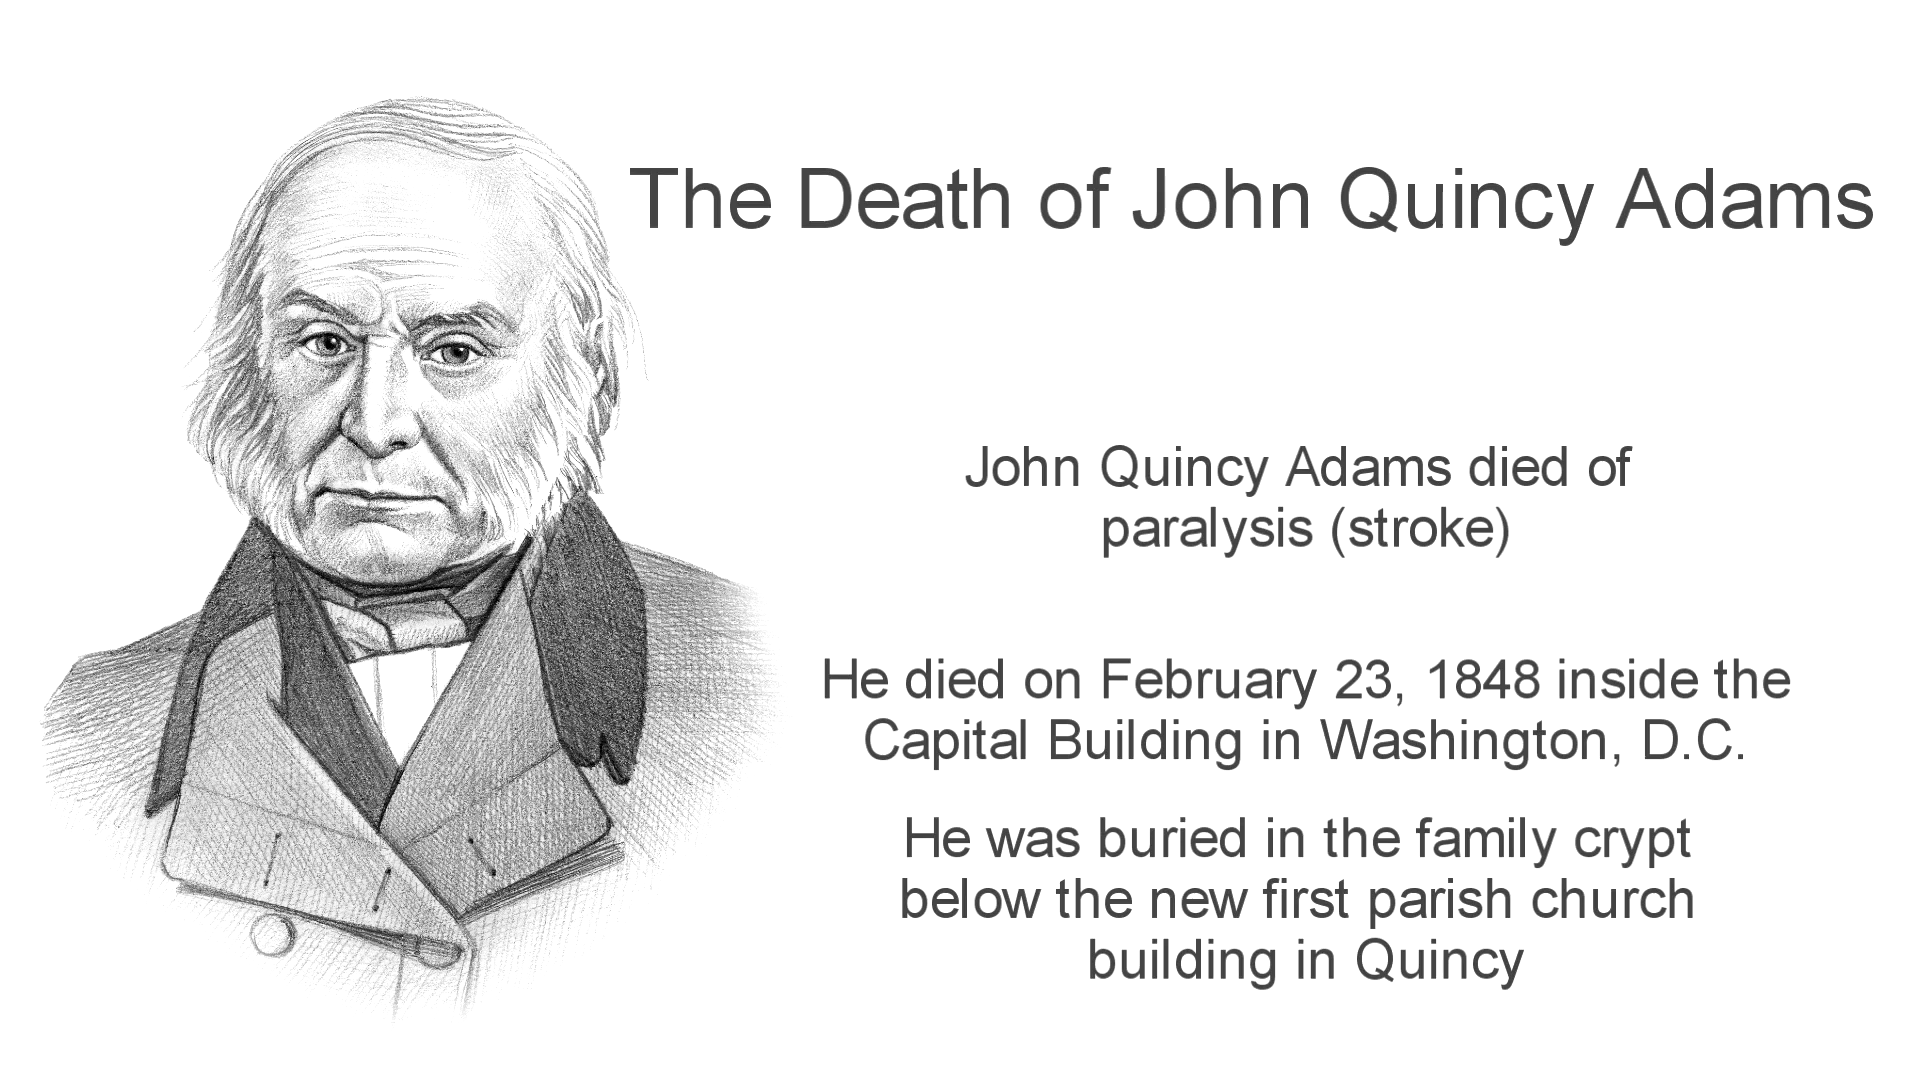 The Death of John Quincy Adams
John Quincy Adams died of
paralysis (stroke)
He died on February 23, 1848 inside the
Capital Building in Washington, D.C.
He was buried in the family crypt
below the new first parish church
building in Quincy